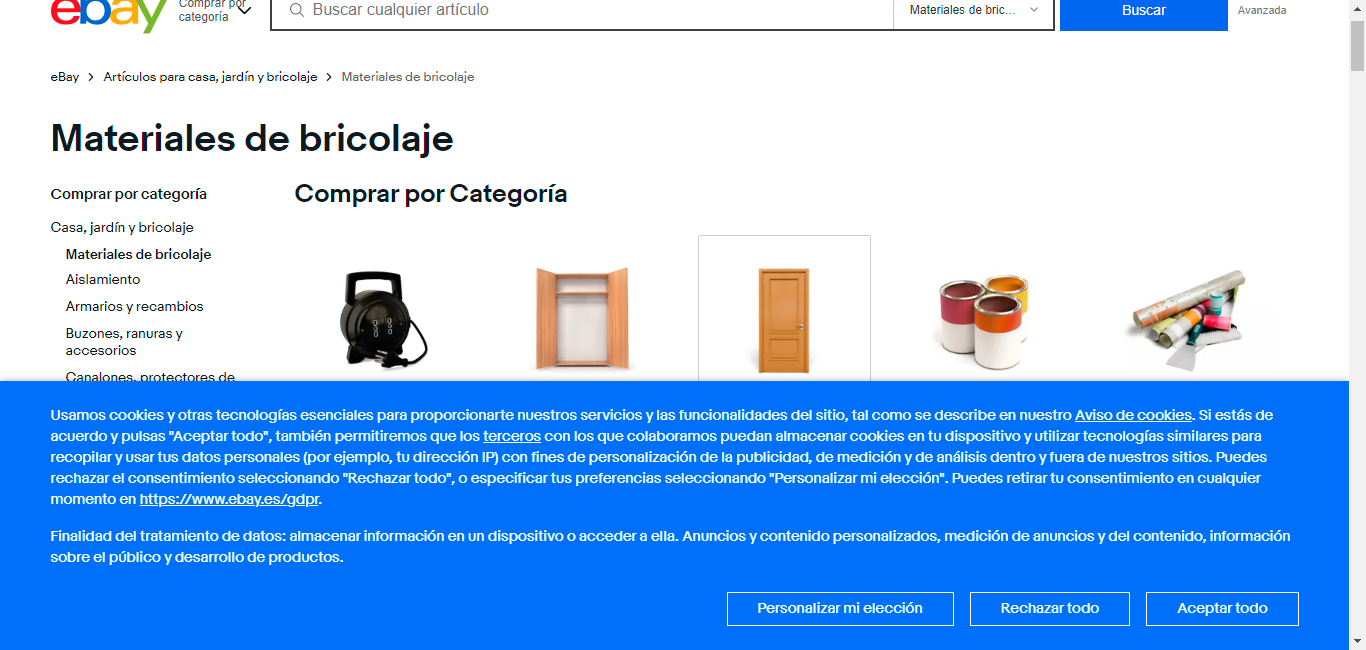 ebay
Comprar por
categoría
Buscar cualquier artículo
Materiales de bric...
Buscar
Avanzada
eBay
Artículos para casa, jardín y bricolaje
Materiales de bricolaje
Materiales de bricolaje
Comprar por categoría
Comprar por Categoría
Casa, jardín y bricolaje
Materiales de bricolaje
Aislamiento
Armarios y recambios
Buzones, ranuras y
accesorios
Canalones, protectores de
Usamos cookies y otras tecnologías esenciales para proporcionarte nuestros servicios y las funcionalidades del sitio, tal como se describe en nuestro Aviso de cookies. Si estás de
acuerdo y pulsas "Aceptar todo", también permitiremos que los terceros con los que colaboramos puedan almacenar cookies en tu dispositivo y utilizar tecnologías similares para
recopilar y usar tus datos personales (por ejemplo, tu dirección IP) con fines de personalización de la publicidad, de medición y de análisis dentro y fuera de nuestros sitios. Puedes
rechazar el consentimiento seleccionando "Rechazar todo", o especificar tus preferencias seleccionando "Personalizar mi elección". Puedes retirar tu consentimiento en cualquier
momento en https://www.ebay.es/gdpr.
Finalidad del tratamiento de datos: almacenar información en un dispositivo o acceder a ella. Anuncios y contenido personalizados, medición de anuncios y del contenido, información
sobre el público y desarrollo de productos.
Personalizar mi elección
Rechazar todo
Aceptar todo